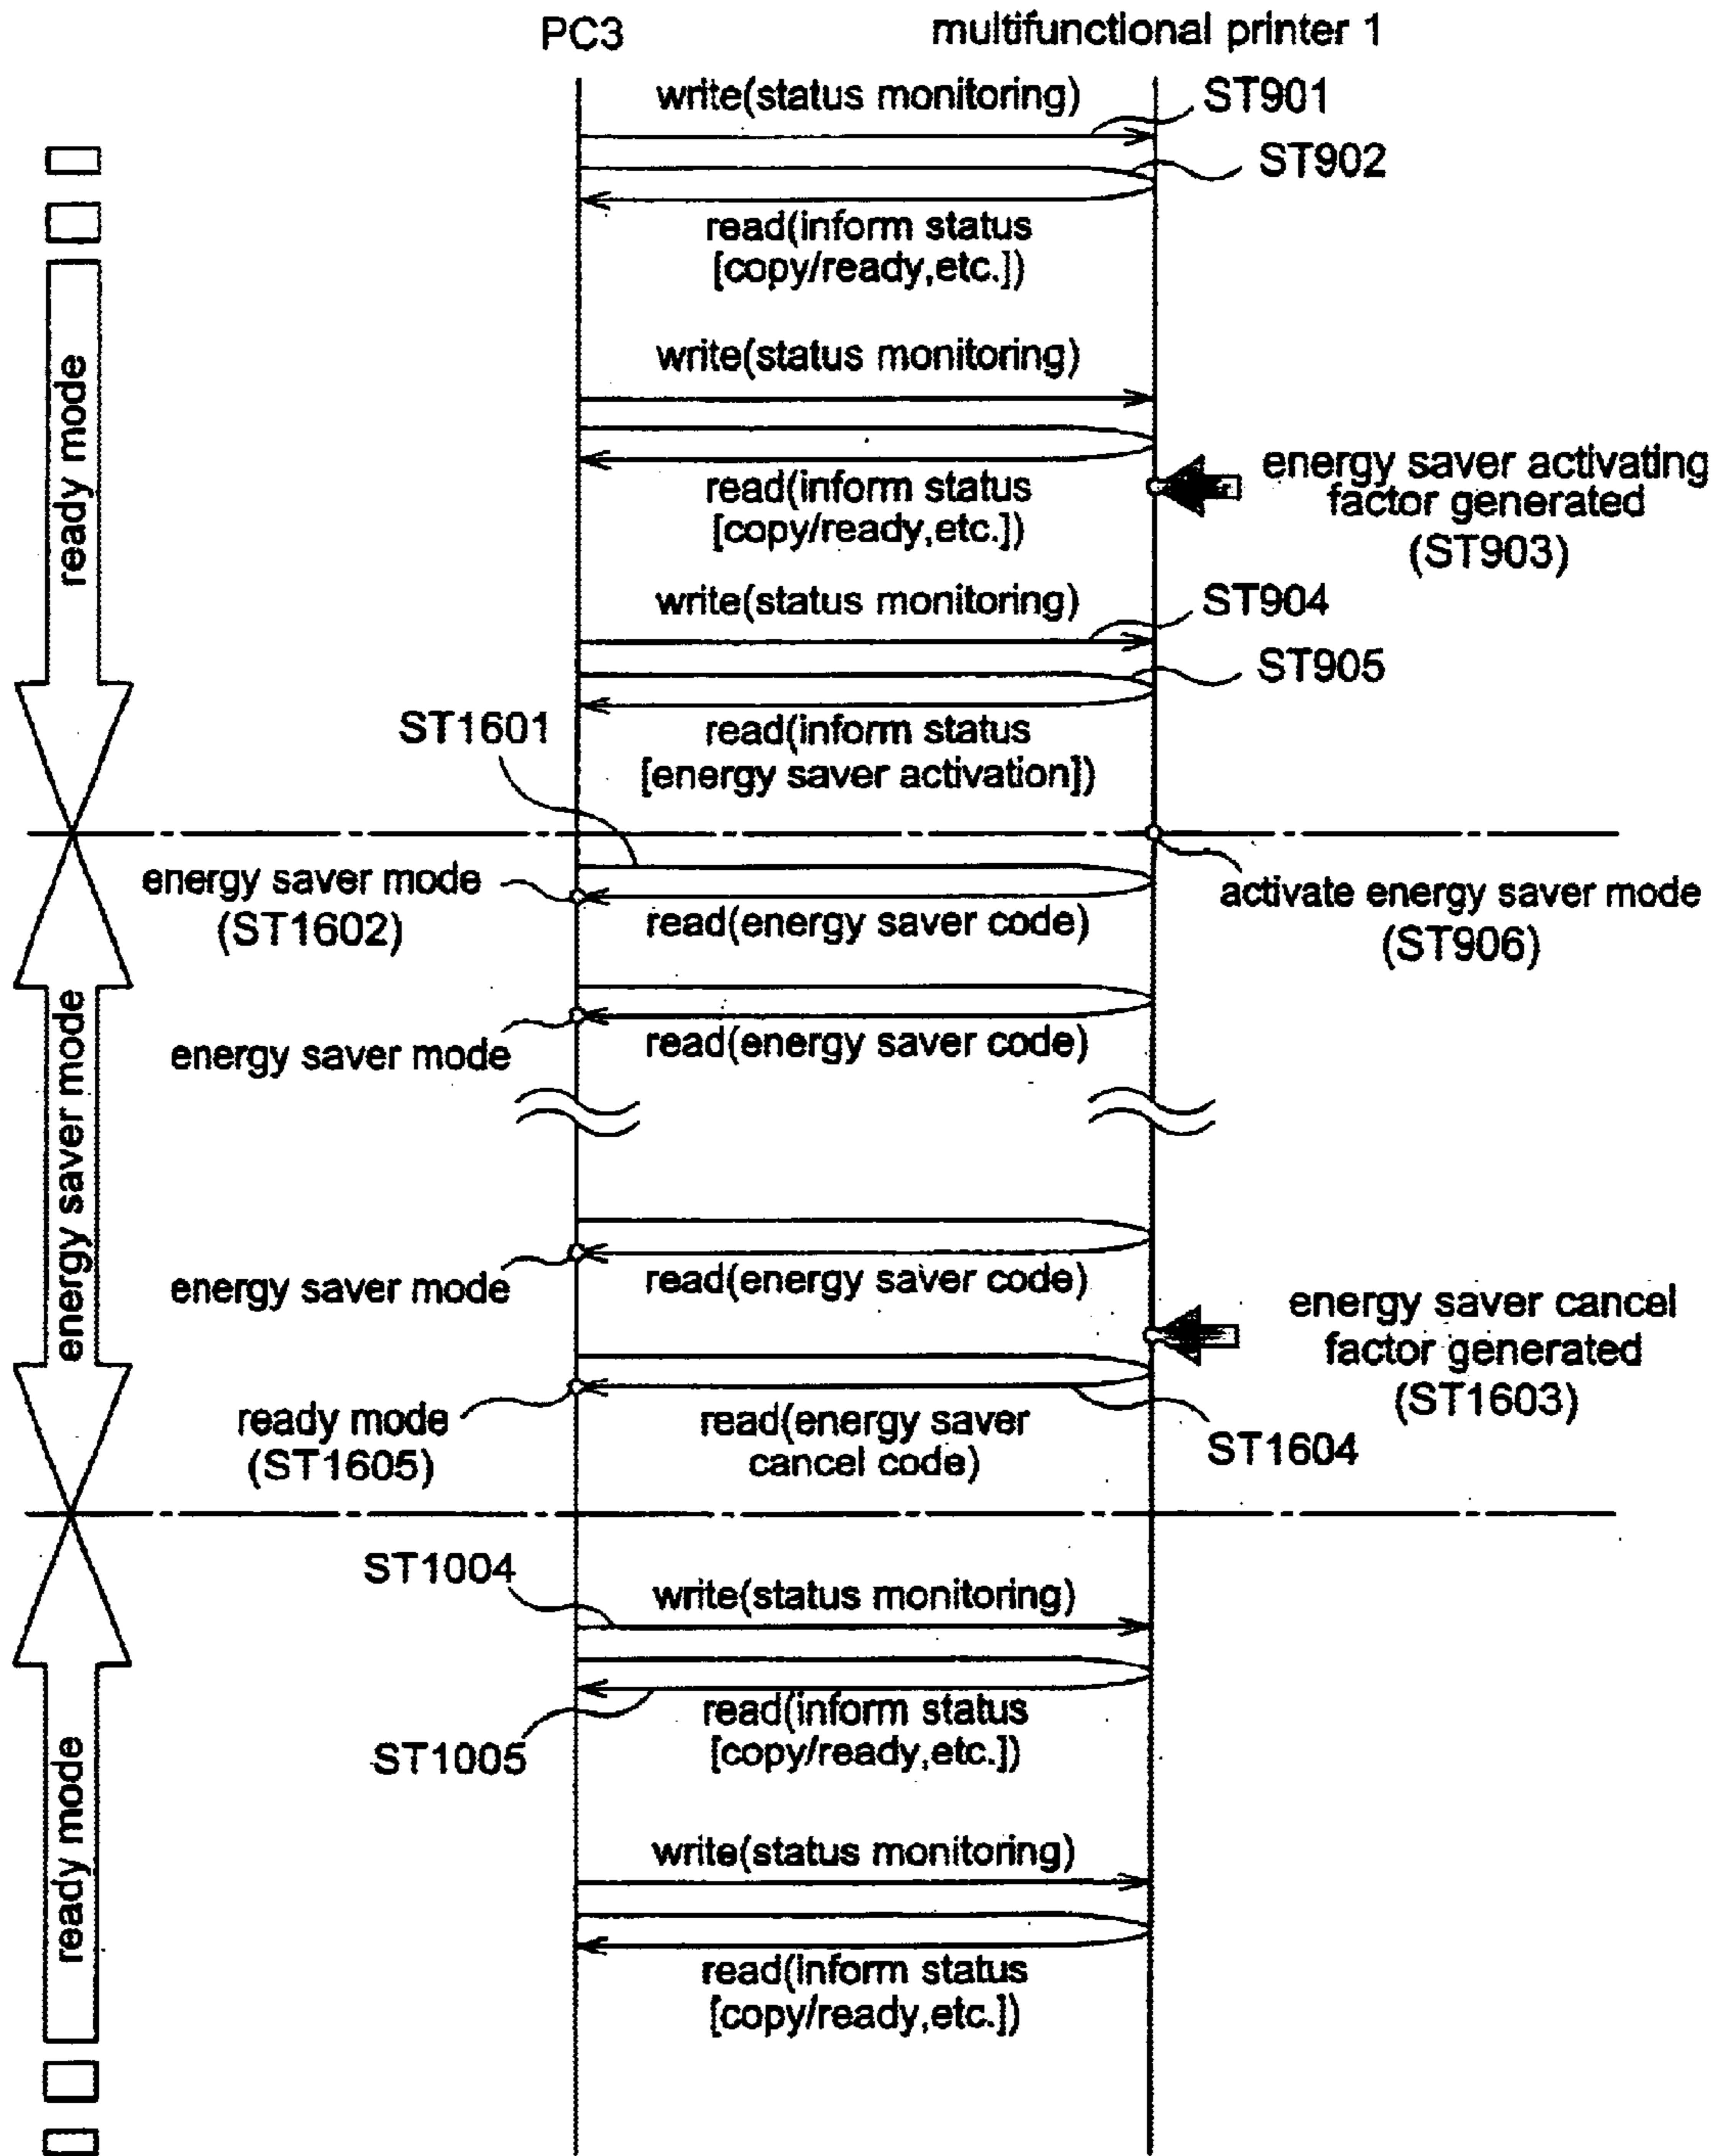 PC3
multifunctional printer 1
write(status monitoring)
ST901
ST902
read(inform status
[copy/ready,etc.])
write(status monitoring)
read(inform status
[copy/ready,etc.])
energy saver activating
factor generated
(ST903)
ready mode
write(status monitoring)
ST904
ST905
read(inform status
[energy saver activation])
ST1601
energy saver mode
(ST1602)
read(energy saver code)
activate energy saver mode
(ST906)
energy saver mode
read(energy saver code)
energy saver mode
energy saver mode
read(energy saver code)
energy saver cancel
factor generated
(ST1603)
ready mode
(ST1605)
read(energy saver
cancel code)
ST1604
ST1004
write(status monitoring)
ST1005
read(inform status
[copy/ready,etc.])
ready mode
write(status monitoring)
read(inform status
[copy/ready,etc.])